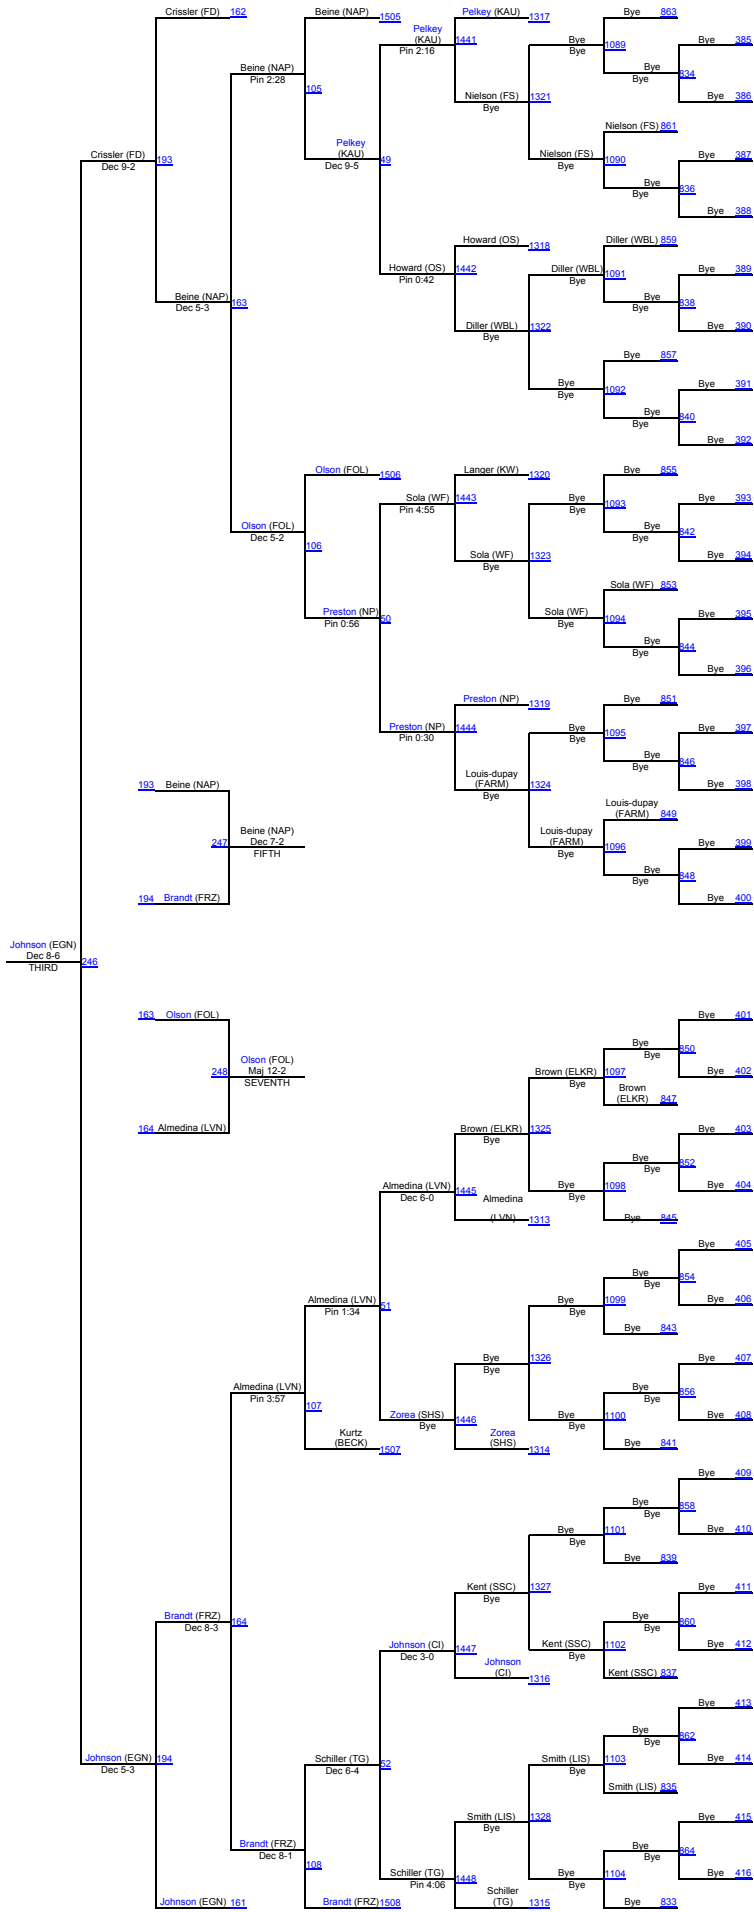 Crissler (FD) 162 Beine (NAP) 1505 Pelkey (KAU) 1317 Bye 863
Pelkey
(KAU) 1441
Pin 2:16
Bye 1089
Bye
Bye 385
Bye 834
Bye
Bye 386
Beine (NAP)
Pin 2:28
105
Nielson (FS) 1321
Bye
Nielson (FS) 861
Pelkey
(KAU) 49
Dec 9-5
Crissler (FD) 193
Dec 9-2
Nielson (FS) 1090
Bye
Bye 387
Bye 836
Bye
Bye 388
Howard (OS) 1318
Diller (WBL) 859
Howard (OS) 1442
Pin 0:42
Diller (WBL) 1091
Bye
Bye 389
Bye 838
Bye
Bye 390
Beine (NAP) 163
Dec 5-3
Diller (WBL) 1322
Bye
Bye 857
Bye 1092
Bye
Bye 391
Bye 840
Bye
Bye 392
Olson (FOL) 1506
Langer (KW) 1320
Bye 855
Sola (WF) 1443
Pin 4:55
Bye 1093
Bye
Bye 393
Bye 842
Bye
Bye 394
Olson (FOL)
Dec 5-2
106
Sola (WF) 1323
Bye
Sola (WF) 853
Preston (NP) 50
Pin 0:56
Sola (WF) 1094
Bye
Bye 395
Bye 844
Bye
Bye 396
Preston (NP) 1319
Bye 851
Preston (NP) 1444
Pin 0:30
Bye 1095
Bye
Bye 397
Bye 846
Bye
Bye 398
193 Beine (NAP)
Louis-dupay
(FARM) 1324
Bye
Louis-dupay
(FARM) 849
Beine (NAP)
247 Dec 7-2
FIFTH
Louis-dupay
(FARM) 1096
Bye
Bye 399
Bye 848
Bye
Bye 400
194 Brandt (FRZ)
Johnson (EGN)
Dec 8-6 246
THIRD
163 Olson (FOL)
Bye 401
Bye 850
Bye
Bye 402
Olson (FOL)
248 Maj 12-2
SEVENTH
Brown (ELKR) 1097
Bye
Brown
(ELKR) 847
164 Almedina (LVN)
Brown (ELKR) 1325
Bye
Bye 403
Bye 852
Bye
Bye 404
Almedina (LVN) 1445
Dec 6-0
Almedina
(LVN) 1313
Bye 1098
Bye
Bye 845
Bye 405
Bye 854
Bye
Bye 406
Almedina (LVN) 51
Pin 1:34
Bye 1099
Bye
Bye 843
Bye 1326
Bye
Bye 407
Bye 856
Bye
Bye 408
Almedina (LVN)
Pin 3:57
107
Zorea (SHS) 1446
Bye
Bye 1100
Bye
Kurtz
(BECK) 1507
Zorea
(SHS) 1314
Bye 841
Bye 409
Bye 858
Bye
Bye 410
Bye 1101
Bye
Bye 839
Kent (SSC) 1327
Bye
Bye 411
Bye 860
Bye
Bye 412
Brandt (FRZ) 164
Dec 8-3
Johnson (CI) 1447
Dec 3-0
Kent (SSC) 1102
Bye
Johnson
(CI) 1316
Kent (SSC) 837
Bye 413
Bye 862
Bye
Bye 414
Johnson (EGN) 194
Dec 5-3
Schiller (TG) 52
Dec 6-4
Smith (LIS) 1103
Bye
Smith (LIS) 835
Smith (LIS) 1328
Bye
Bye 415
Bye 864
Bye
Bye 416
Brandt (FRZ)
Dec 8-1
108
Schiller (TG) 1448
Pin 4:06
Bye 1104
Bye
Johnson (EGN) 161
Brandt (FRZ) 1508
Schiller
(TG) 1315
Bye 833